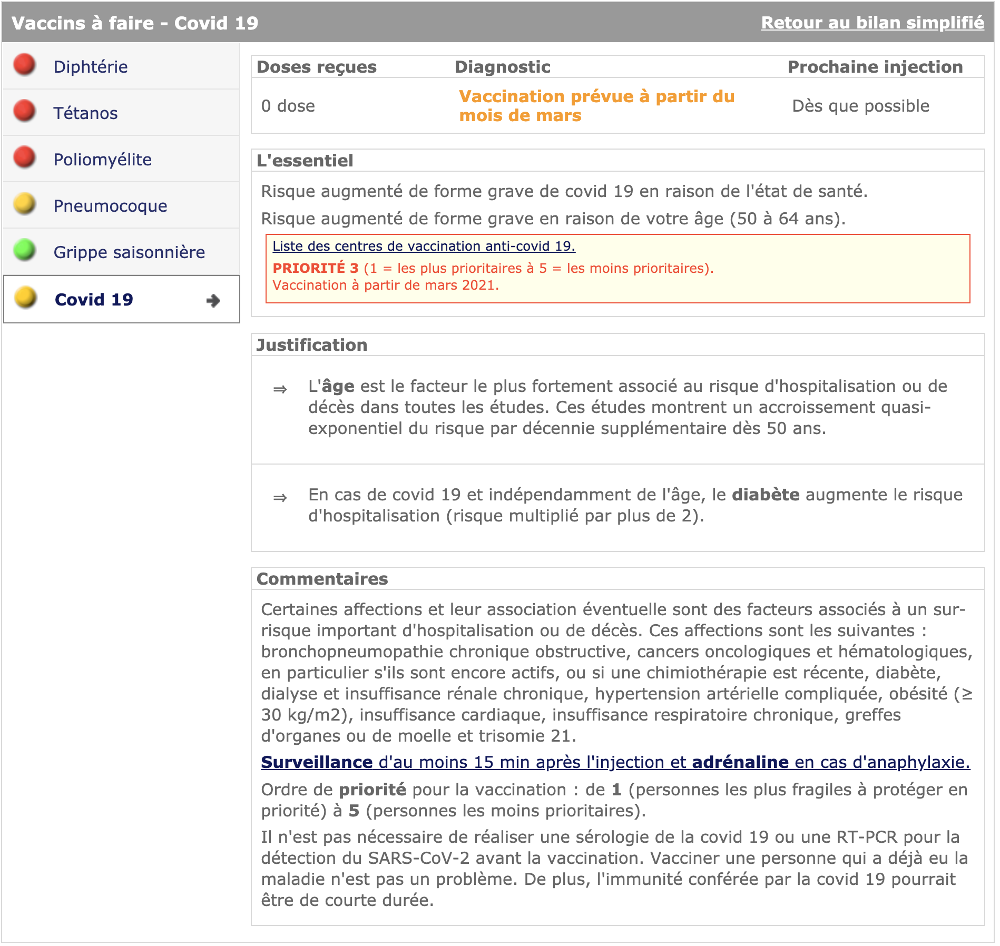 Vaccins à faire - Covid 19
Retour au bilan simplifié
Diphtérie
Tétanos
Poliomyélite
Pneumocoque
Grippe saisonnière
Covid 19
Doses reçues
Diagnostic
Prochaine injection
0 dose
Vaccination prévue à partir du
mois de mars
Dès que possible
L'essentiel
Risque augmenté de forme grave de covid 19 en raison de l'état de santé.
Risque augmenté de forme grave en raison de votre âge (50 à 64 ans).
Liste des centres de vaccination anti-covid 19.
PRIORITÉ 3 (1 = les plus prioritaires à 5 = les moins prioritaires).
Vaccination à partir de mars 2021.
Justification
⇒ L'âge est le facteur le plus fortement associé au risque d'hospitalisation ou de
décès dans toutes les études. Ces études montrent un accroissement quasi-
exponentiel du risque par décennie supplémentaire dès 50 ans.
⇒ En cas de covid 19 et indépendamment de l'âge, le diabète augmente le risque
d'hospitalisation (risque multiplié par plus de 2).
Commentaires
Certaines affections et leur association éventuelle sont des facteurs associés à un sur-
risque important d'hospitalisation ou de décès. Ces affections sont les suivantes :
bronchopneumopathie chronique obstructive, cancers oncologiques et hématologiques,
en particulier s'ils sont encore actifs, ou si une chimiothérapie est récente, diabète,
dialyse et insuffisance rénale chronique, hypertension artérielle compliquée, obésité (≥
30 kg/m2), insuffisance cardiaque, insuffisance respiratoire chronique, greffes
d'organes ou de moelle et trisomie 21.
Surveillance d'au moins 15 min après l'injection et adrénaline en cas d'anaphylaxie.
Ordre de priorité pour la vaccination : de 1 (personnes les plus fragiles à protéger en
priorité) à 5 (personnes les moins prioritaires).
Il n'est pas nécessaire de réaliser une sérologie de la covid 19 ou une RT-PCR pour la
détection du SARS-CoV-2 avant la vaccination. Vacciner une personne qui a déjà eu la
maladie n'est pas un problème. De plus, l'immunité conférée par la covid 19 pourrait
être de courte durée.